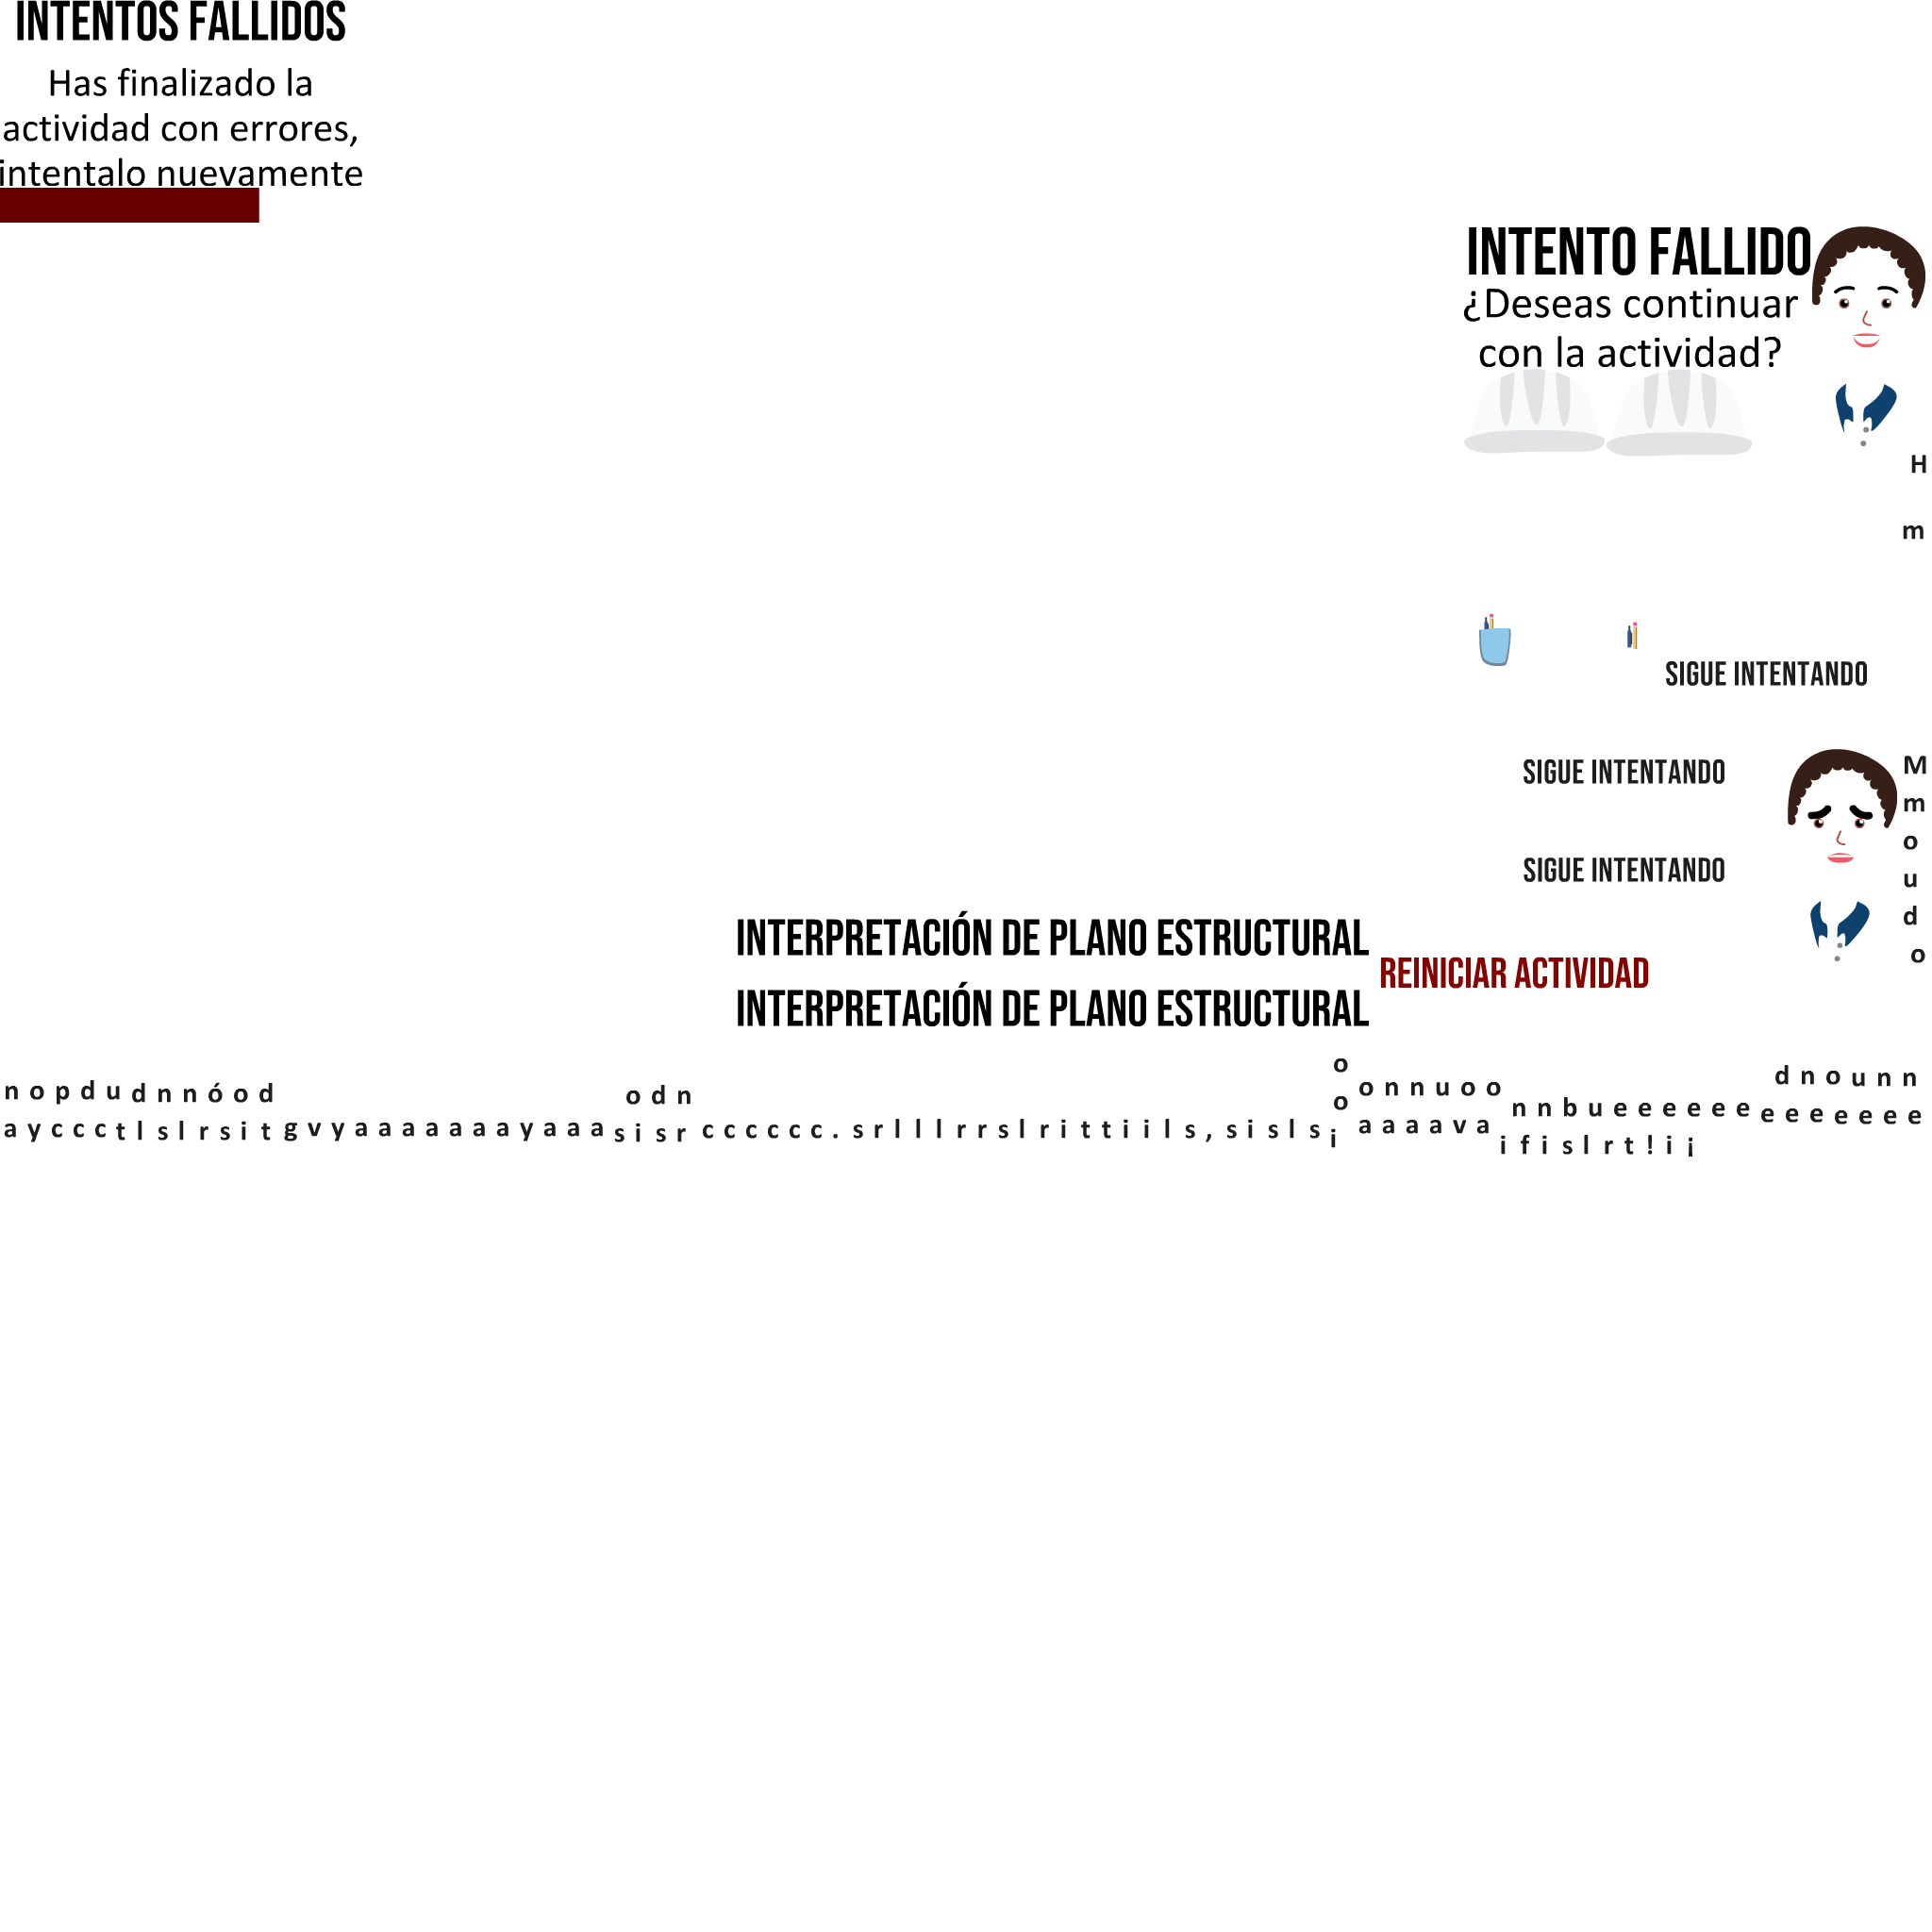 INTENTOS FALLIDOS
Has finalizado la
actividad con errores,
intentalo nuevamente
INTENTO FALLIDO
¿Deseas continuar
con la actividad?
H
m
SIGUE INTENTANDO
SIGUE INTENTANDO
M
m
o
u
d
o
SIGUE INTENTANDO
INTERPRETACIÓN DE PLANO ESTRUCTURAL
REINICIAR ACTIVIDAD
INTERPRETACIÓN DE PLANO ESTRUCTURAL
o
n o p d u d n n ó o d
o d n
o
o n n u o o
d n o u n n
a y c c c t l s l r s i t g v y a a a a a a a y a a a s i s r c c c c c c . s r l l l r r s l r i t t i i l s , s i s l s i
a a a a v a
n n b u e e e e e e e e e e e e e
i f i s l r t ! i ¡